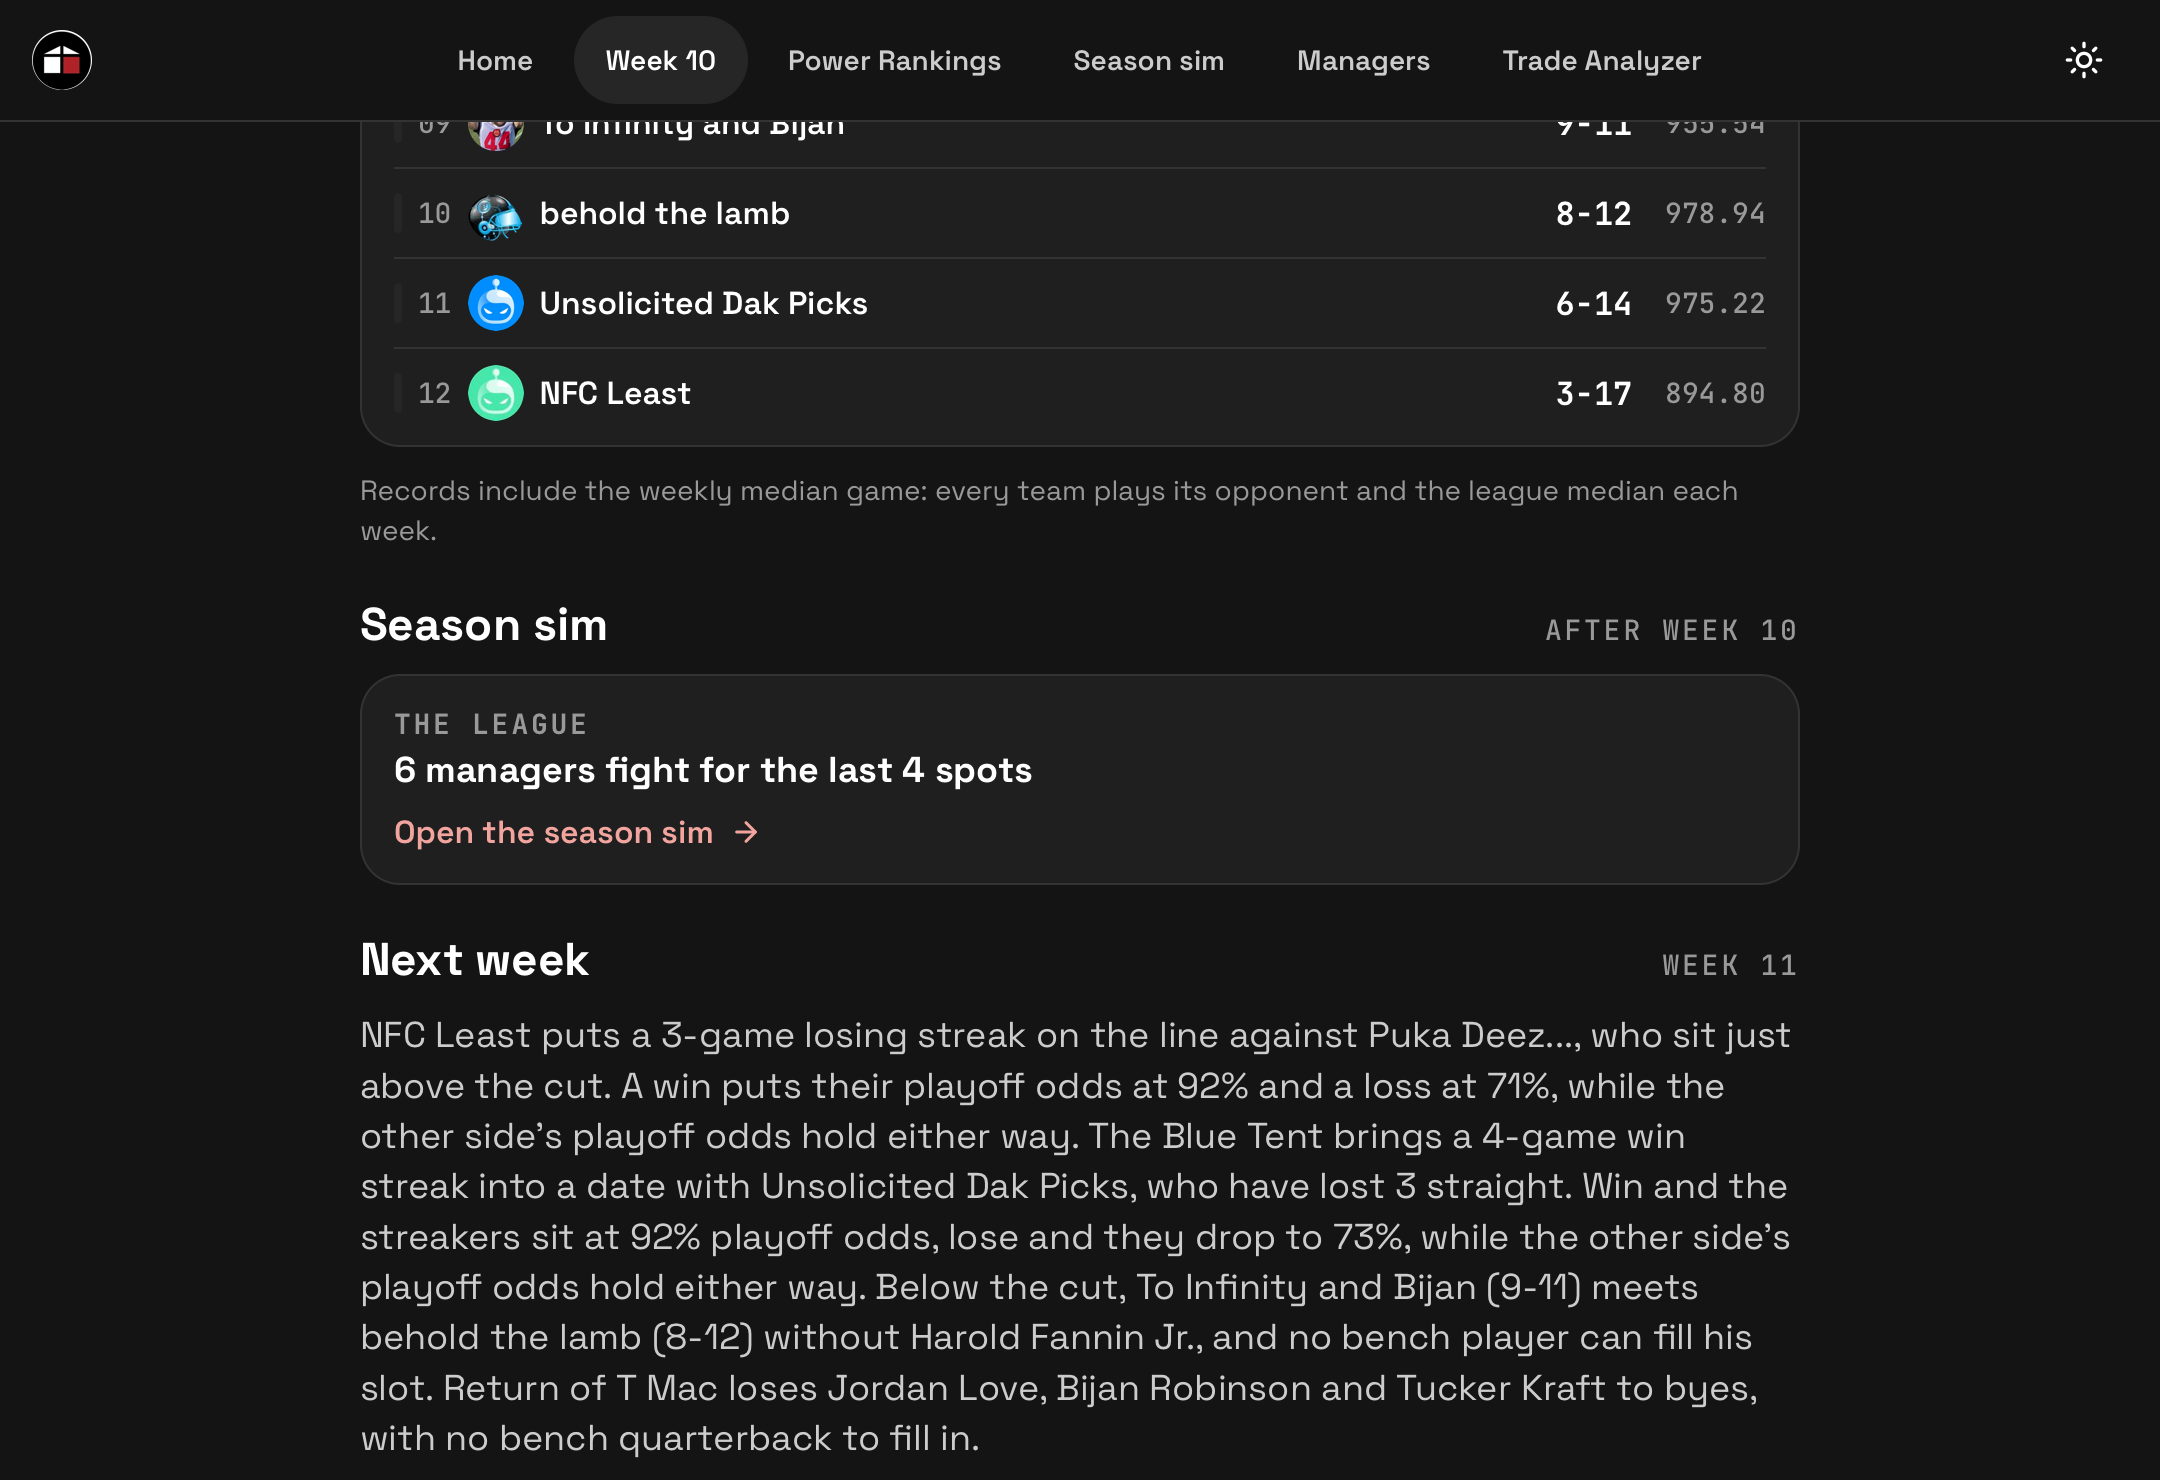 Home
Week 10
Power Rankings
Season sim
Managers
Trade Analyzer
09 To Infinity and Bijan 9-11 955.54
10 behold the lamb 8-12 978.94
11 Unsolicited Dak Picks 6-14 975.22
12 NFC Least 3-17 894.80
Records include the weekly median game: every team plays its opponent and the league median each
week.
Season sim
AFTER WEEK 10
THE LEAGUE
6 managers fight for the last 4 spots
Open the season sim →
Next week
WEEK 11
NFC Least puts a 3-game losing streak on the line against Puka Deez..., who sit just
above the cut. A win puts their playoff odds at 92% and a loss at 71%, while the
other side’s playoff odds hold either way. The Blue Tent brings a 4-game win
streak into a date with Unsolicited Dak Picks, who have lost 3 straight. Win and the
streakers sit at 92% playoff odds, lose and they drop to 73%, while the other side’s
playoff odds hold either way. Below the cut, To Infinity and Bijan (9-11) meets
behold the lamb (8-12) without Harold Fannin Jr., and no bench player can fill his
slot. Return of T Mac loses Jordan Love, Bijan Robinson and Tucker Kraft to byes,
with no bench quarterback to fill in.